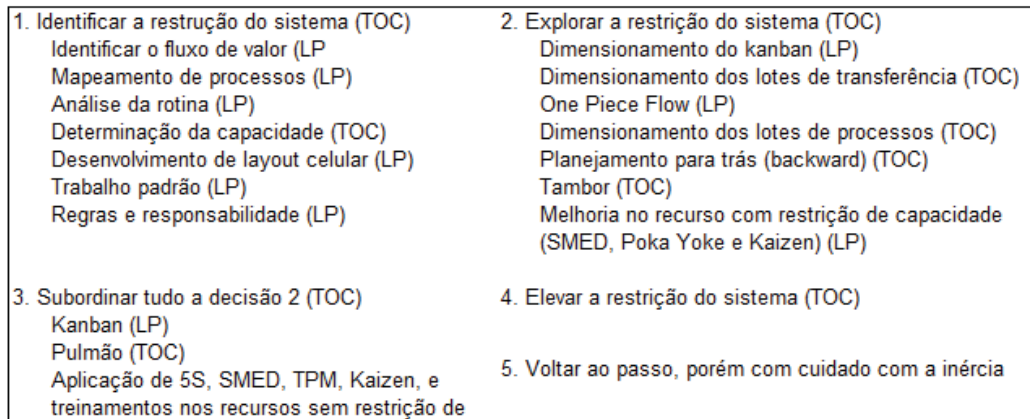 1. Identificar a restrução do sistema (TOC)
Identificar o fluxo de valor (LP
Mapeamento de processos (LP)
Análise da rotina (LP)
Determinação da capacidade (TOC)
Desenvolvimento de layout celular (LP)
Trabalho padrão (LP)
Regras e responsabilidade (LP)
2. Explorar a restrição do sistema (TOC)
Dimensionamento do kanban (LP)
Dimensionamento dos lotes de transferência (TOC)
One Piece Flow (LP)
Dimensionamento dos lotes de processos (TOC)
Planejamento para trás (backward) (TOC)
Tambor (TOC)
Melhoria no recurso com restrição de capacidade
(SMED, Poka Yoke e Kaizen) (LP)
3. Subordinar tudo a decisão 2 (TOC)
Kanban (LP)
Pulmão (TOC)
Aplicação de 5S, SMED, TPM, Kaizen, e
treinamentos nos recursos sem restrição de
4. Elevar a restrição do sistema (TOC)
5. Voltar ao passo, porém com cuidado com a inércia